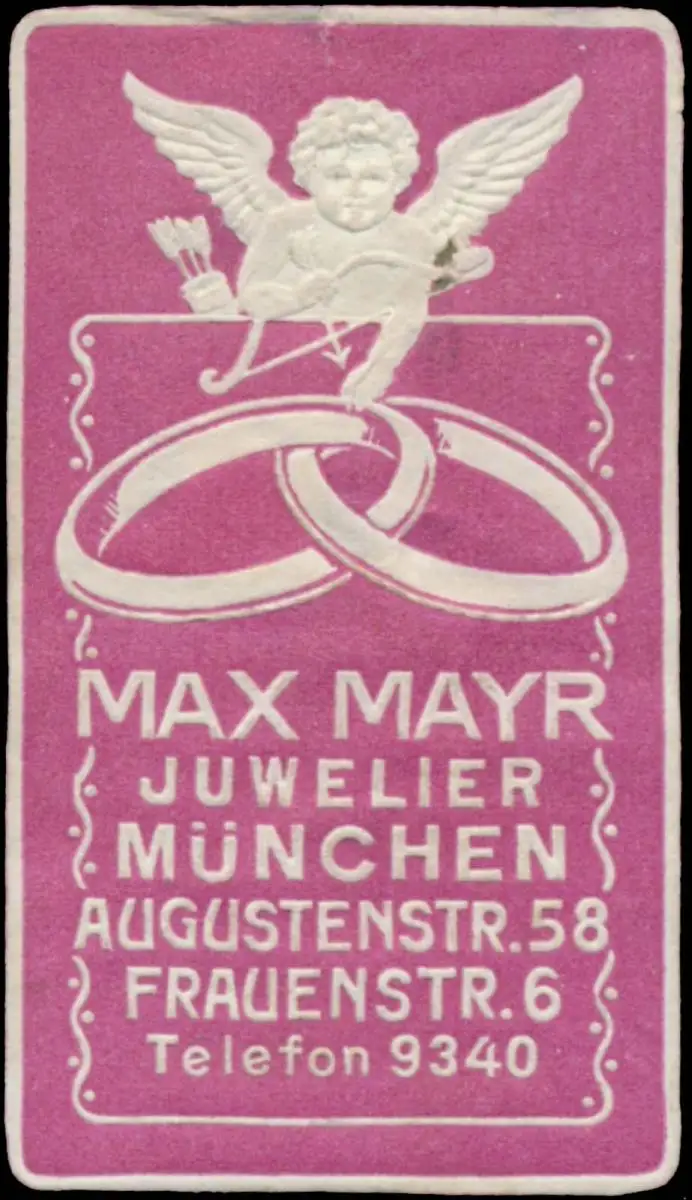 MAX MAYR
JUWELIER
MÜNCHEN
AUGUSTENSTR.58
FRAUENSTR.6
Telefon 9340